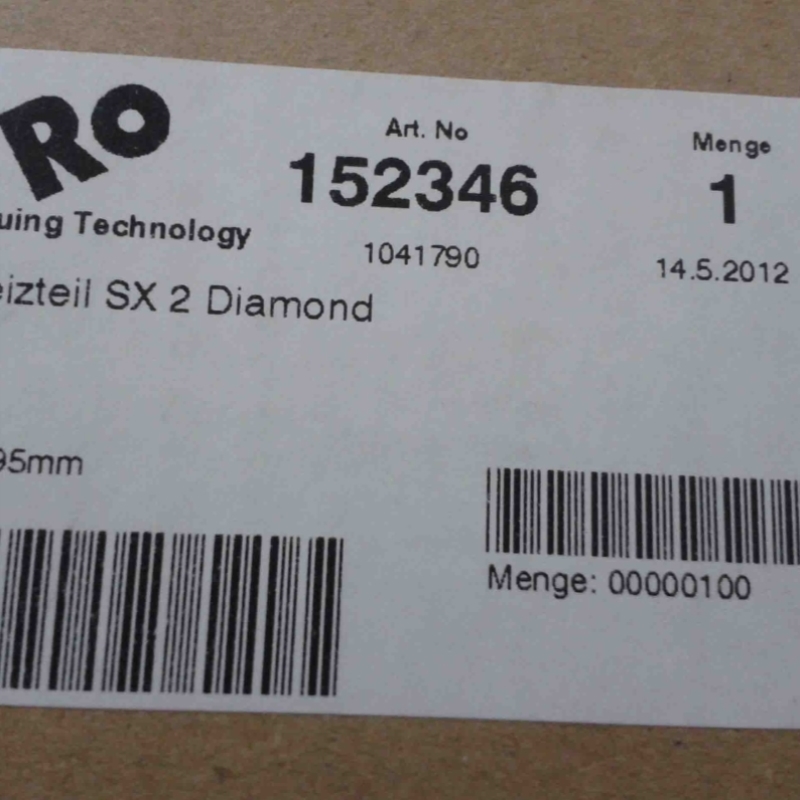 RO
Art. No
Menge
152346
1
uing Technology
1041790
14.5.2012
eizteil SX 2 Diamond
95mm
Menge: 00000100